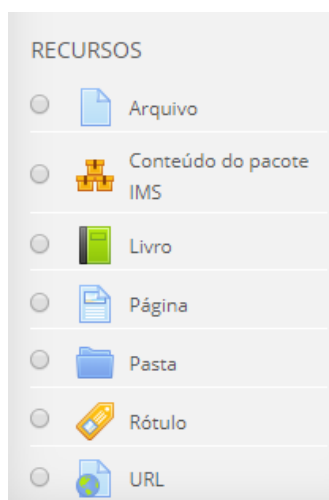 RECURSOS
Arquivo
Conteúdo do pacote
IMS
Livro
Página
Pasta
Rótulo
URL